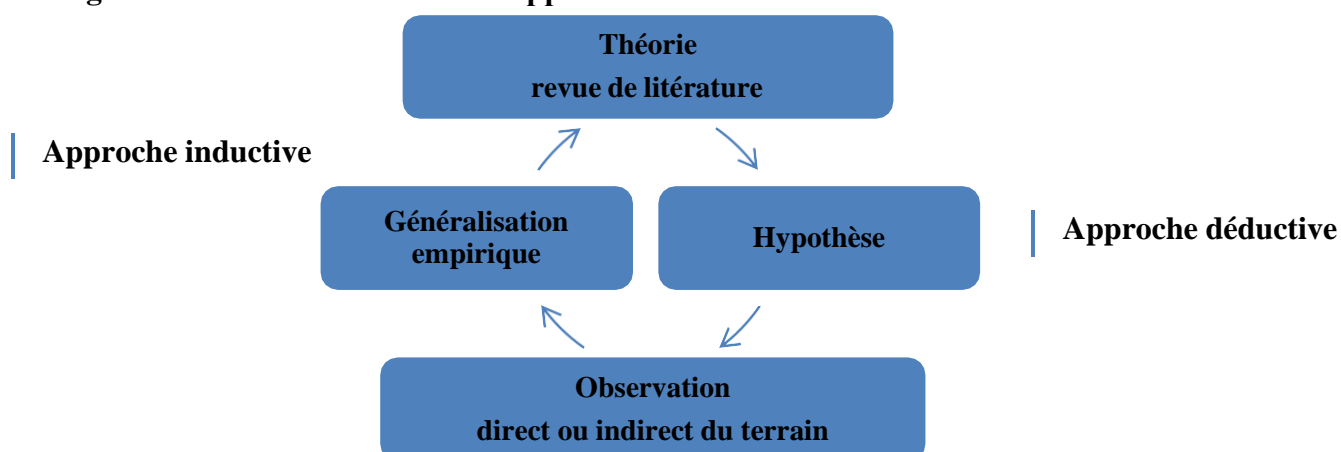 Théorie
revue de litérature
Approche inductive
Généralisation
empirique
Hypothèse
Approche déductive
Observation
direct ou indirect du terrain